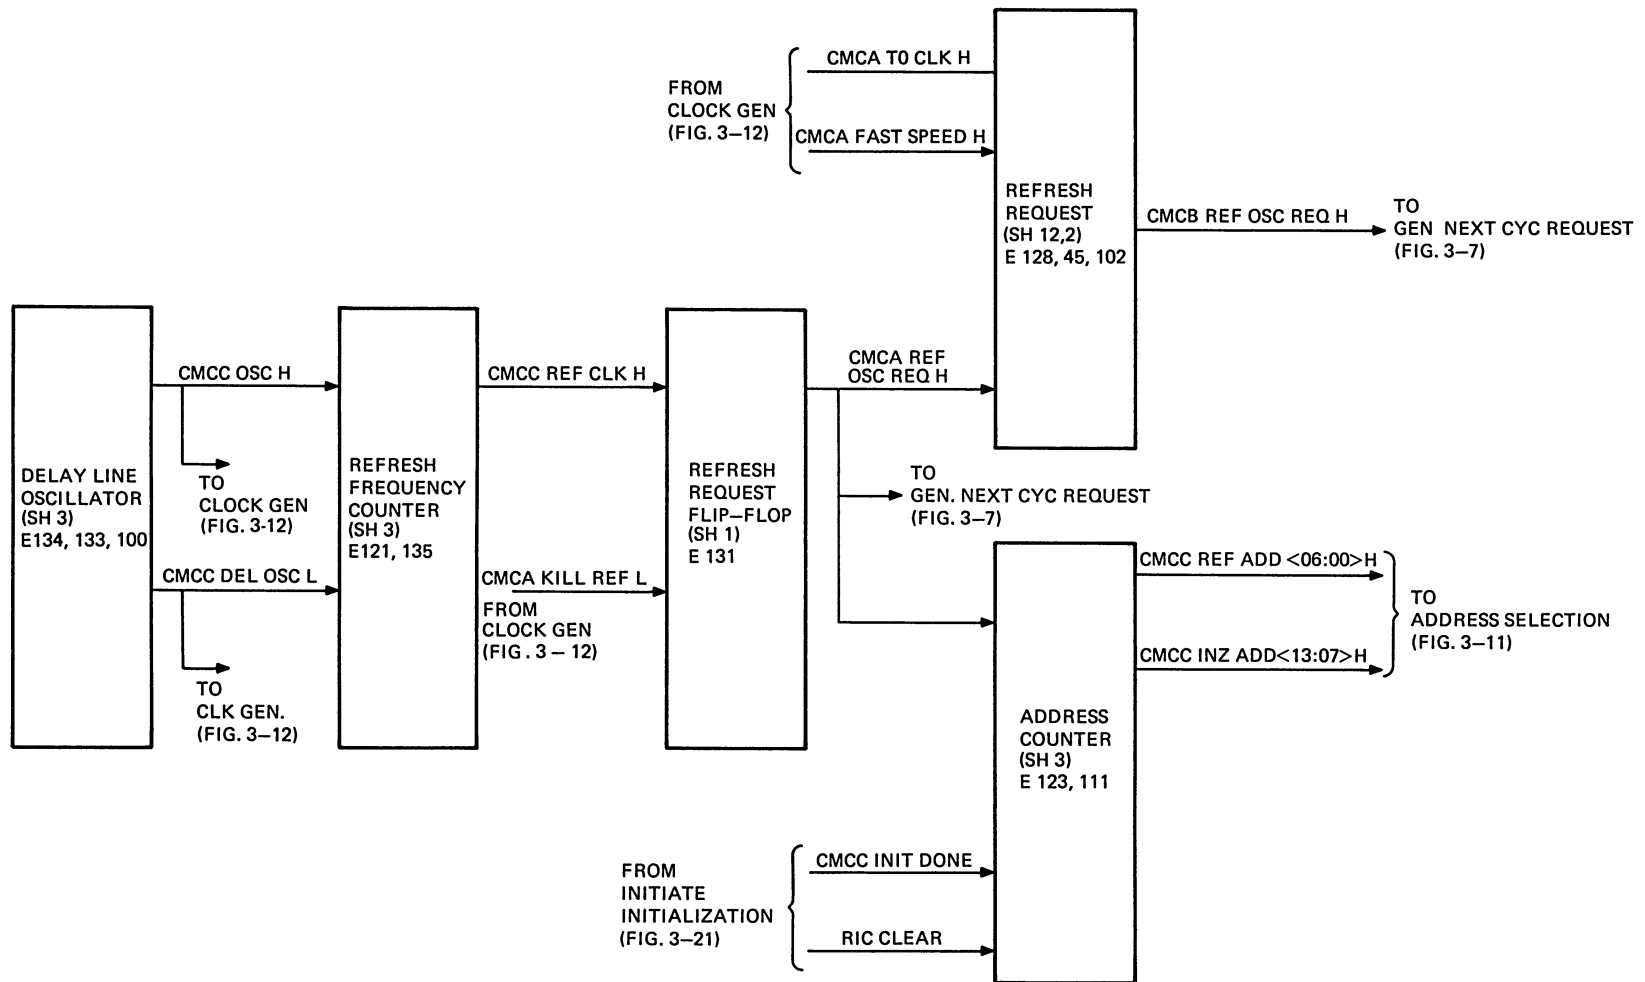 CMCA T0 CLK H
FROM
CLOCK GEN
(FIG. 3–12)
CMCA FAST SPEED H
REFRESH
REQUEST
(SH 12,2)
E 128, 45, 102
CMCB REF OSC REQ H
TO
GEN NEXT CYC REQUEST
(FIG. 3–7)
DELAY LINE
OSCILLATOR
(SH 3)
E134, 133, 100
CMCC OSC H
TO
CLOCK GEN
(FIG. 3-12)
CMCC DEL OSC L
TO
CLK GEN.
(FIG. 3–12)
REFRESH
FREQUENCY
COUNTER
(SH 3)
E121, 135
CMCC REF CLK H
CMCA KILL REF L
FROM
CLOCK GEN
(FIG. 3 – 12)
REFRESH
REQUEST
FLIP–FLOP
(SH 1)
E 131
CMCA REF
OSC REQ H
TO
GEN. NEXT CYC REQUEST
(FIG. 3–7)
ADDRESS
COUNTER
(SH 3)
E 123, 111
CMCC REF ADD <06:00>H
CMCC INZ ADD<13:07>H
TO
ADDRESS SELECTION
(FIG. 3–11)
FROM
INITIATE
INITIALIZATION
(FIG. 3–21)
CMCC INIT DONE
RIC CLEAR